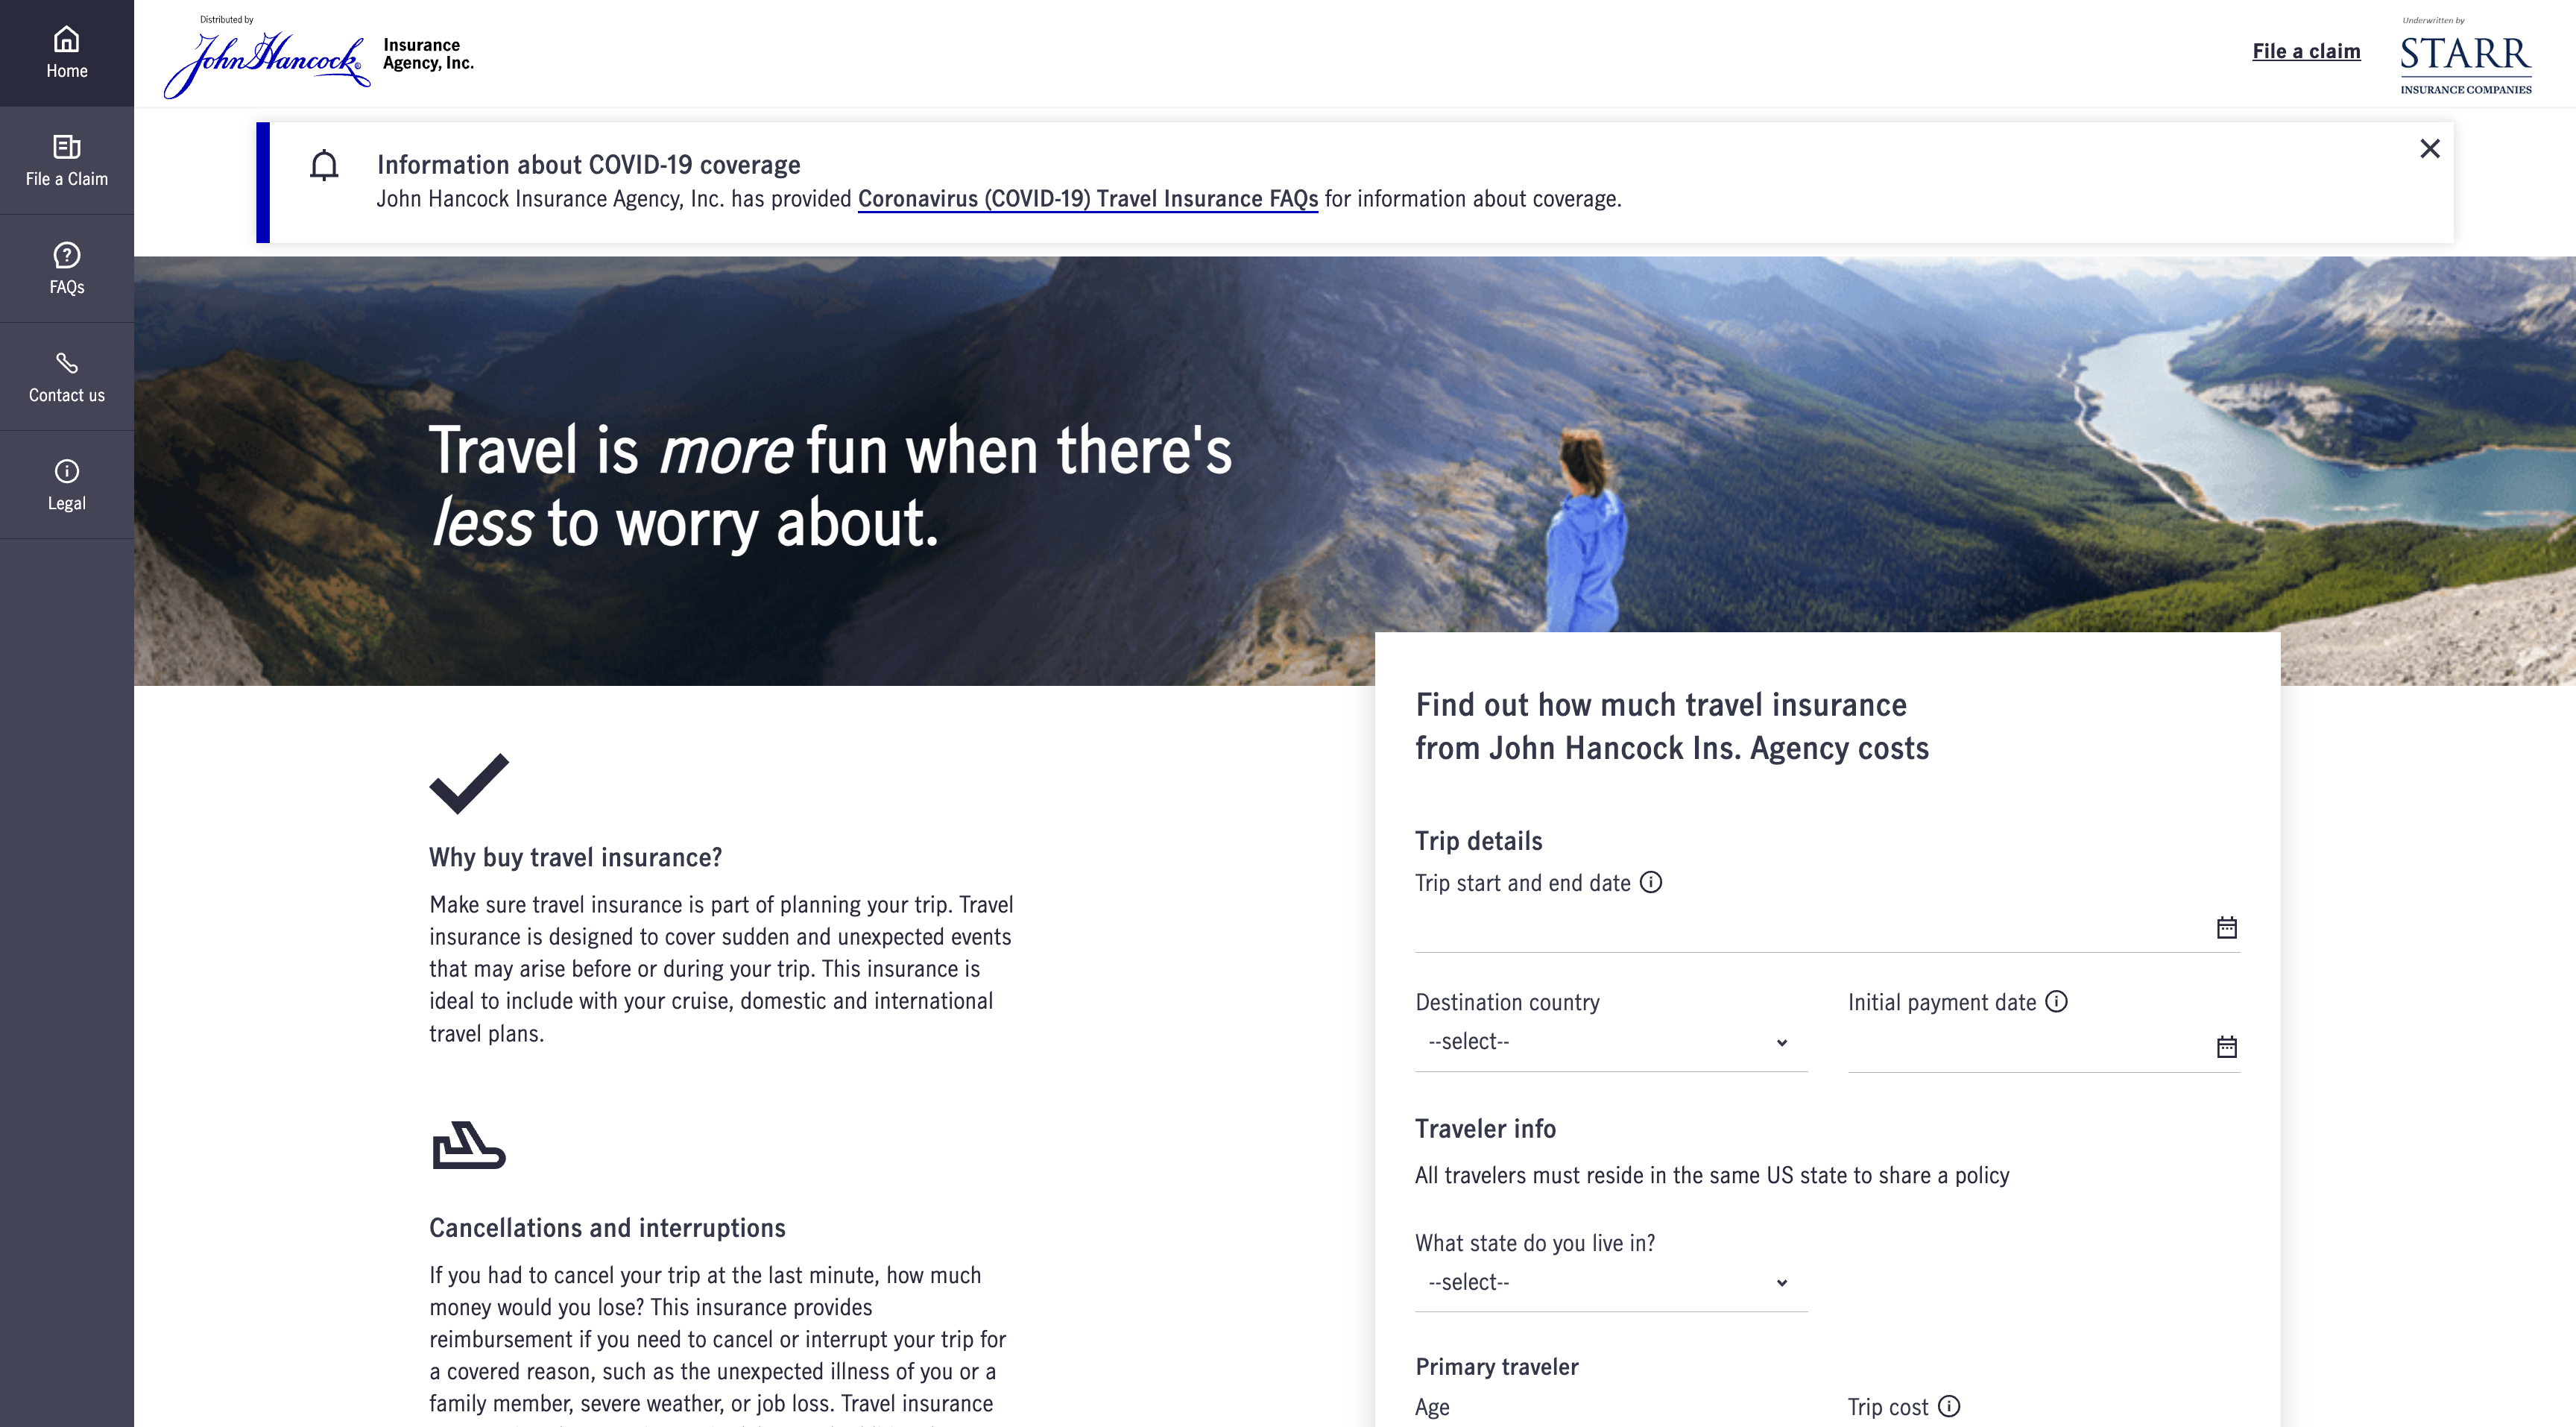 Home
File a Claim
FAQs
Contact us
Legal
Distributed by
John Hancock®
Insurance
Agency, Inc.
File a claim
Underwritten by
STARR
INSURANCE COMPANIES
Information about COVID-19 coverage
John Hancock Insurance Agency, Inc. has provided Coronavirus (COVID-19) Travel Insurance FAQs for information about coverage.
Travel is more fun when there's
less to worry about.
Why buy travel insurance?
Make sure travel insurance is part of planning your trip. Travel
insurance is designed to cover sudden and unexpected events
that may arise before or during your trip. This insurance is
ideal to include with your cruise, domestic and international
travel plans.
Cancellations and interruptions
If you had to cancel your trip at the last minute, how much
money would you lose? This insurance provides
reimbursement if you need to cancel or interrupt your trip for
a covered reason, such as the unexpected illness of you or a
family member, severe weather, or job loss. Travel insurance
Find out how much travel insurance
from John Hancock Ins. Agency costs
Trip details
Trip start and end date
Destination country
--select--
Initial payment date
Traveler info
All travelers must reside in the same US state to share a policy
What state do you live in?
--select--
Primary traveler
Age
Trip cost